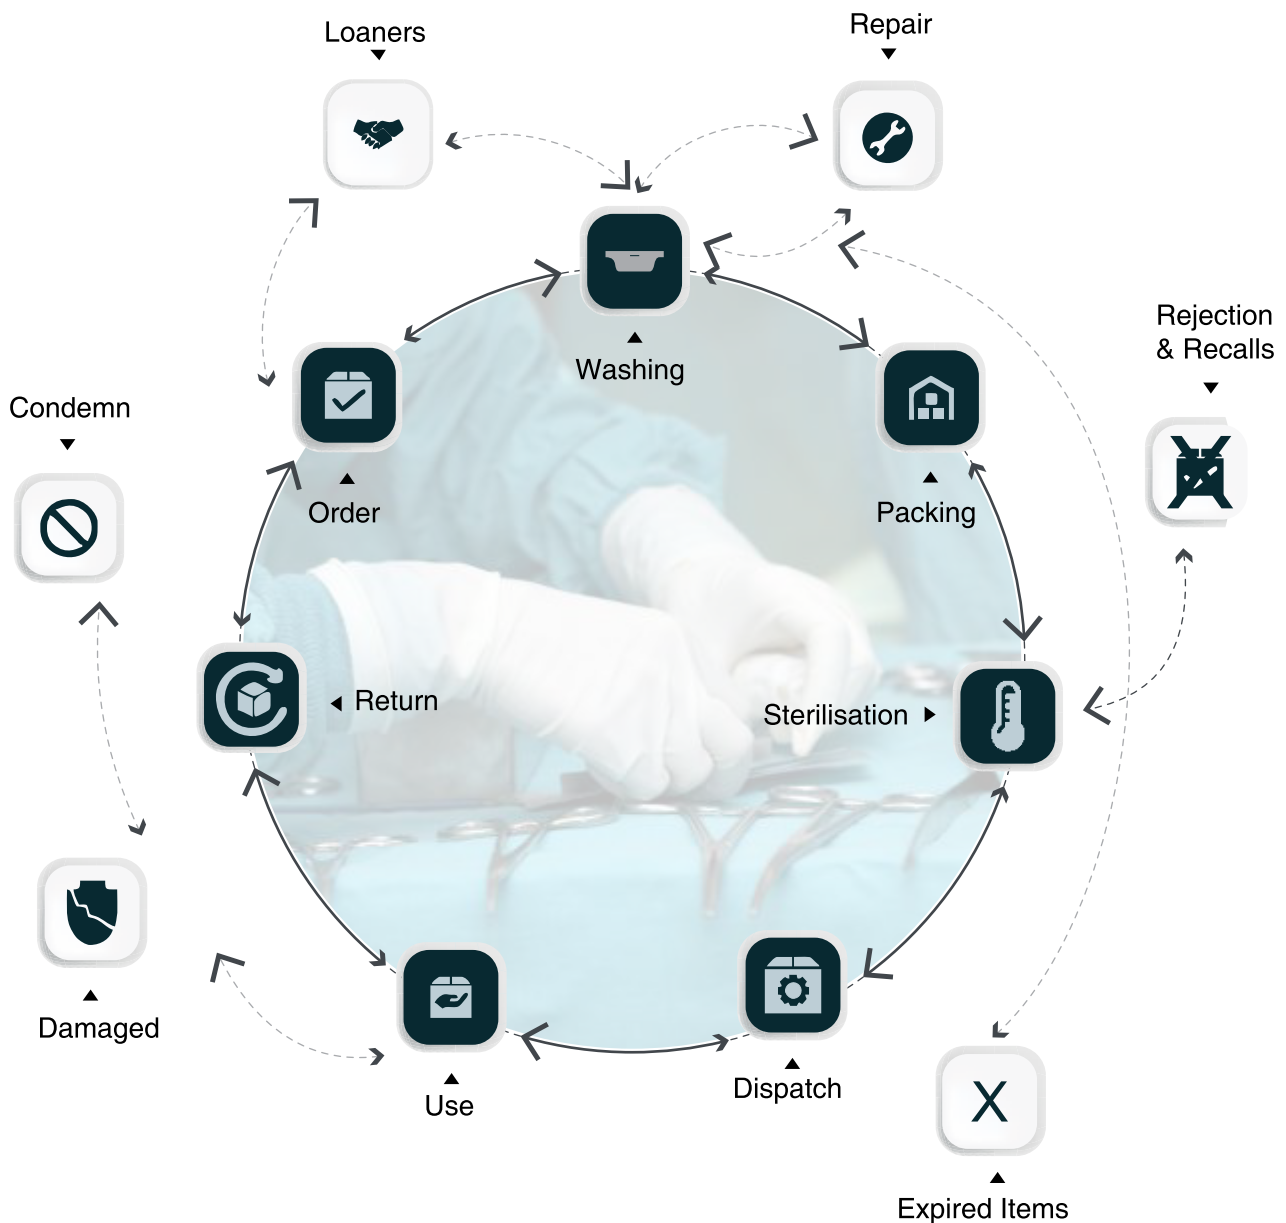 Loaners
Repair
Rejection
& Recalls
Washing
Condemn
Order
Packing
Return
Sterilisation
Damaged
Use
Dispatch
X
Expired Items